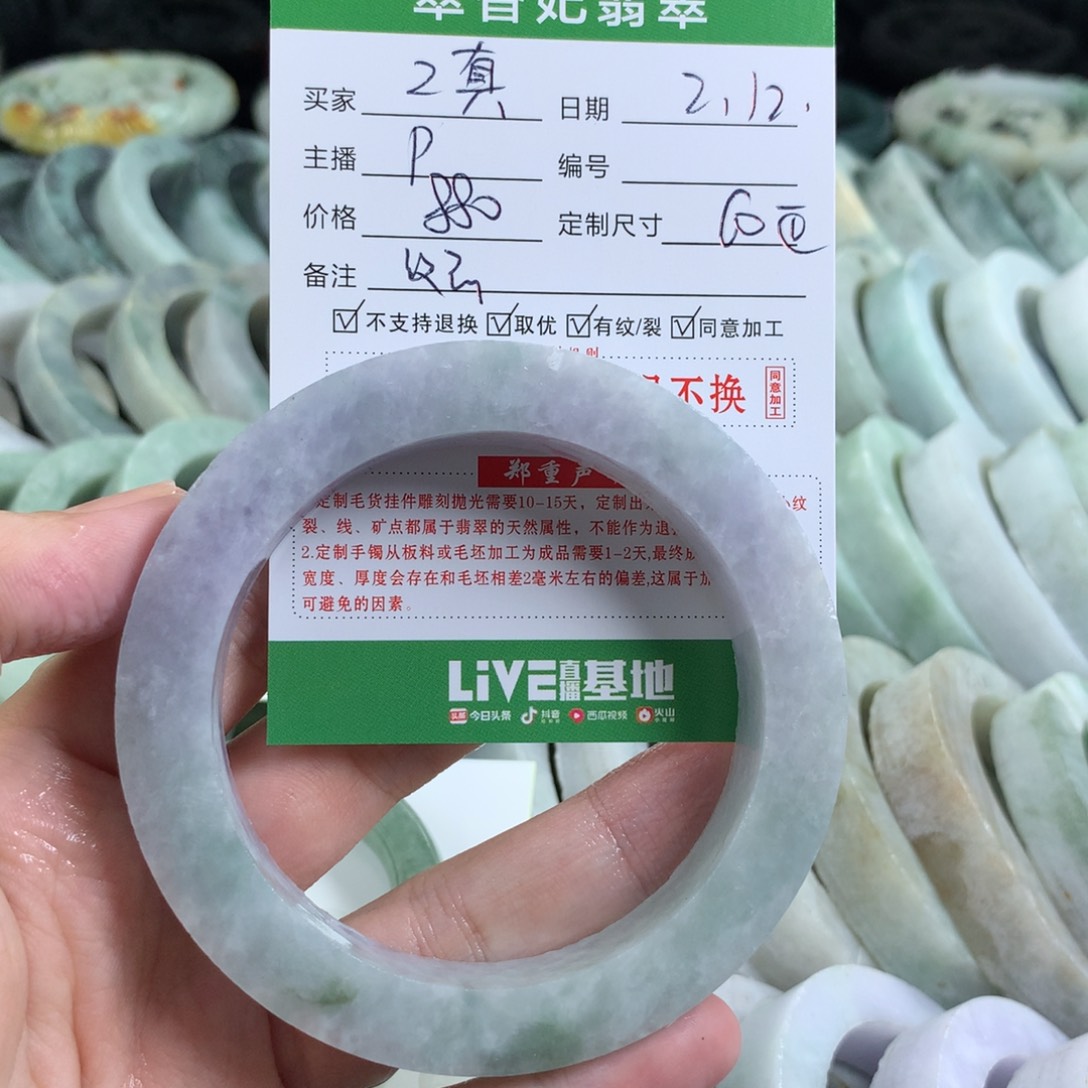 翠香妃翡翠
买家 2真 日期 2.12.
主播 P 编号
价格 880 定制尺寸 60
备注
☑不支持退换 ☑取优 ☑有纹/裂 ☑同意加工
不换
同意加工
郑重声
定制毛货挂件雕刻抛光需要10-15天，定制出 纹
裂、线、矿点都属于翡翠的天然属性，不能作为退
2.定制手镯从板料或毛坯加工为成品需要1-2天,最终
宽度、厚度会存在和毛坯相差2毫米左右的偏差,这属于
可避免的因素。
LiVE直播基地
头条 今日头条 抖音 西瓜视频 火山